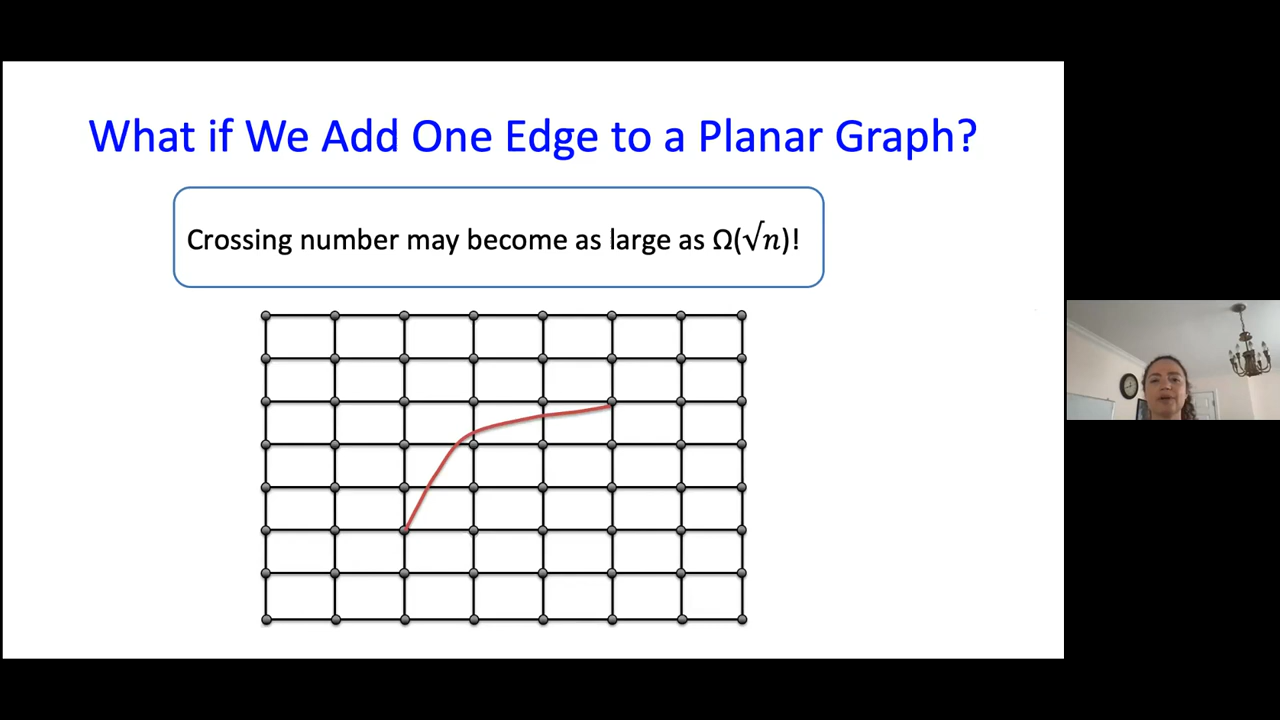 What if We Add One Edge to a Planar Graph?
Crossing number may become as large as Ω(√n)!